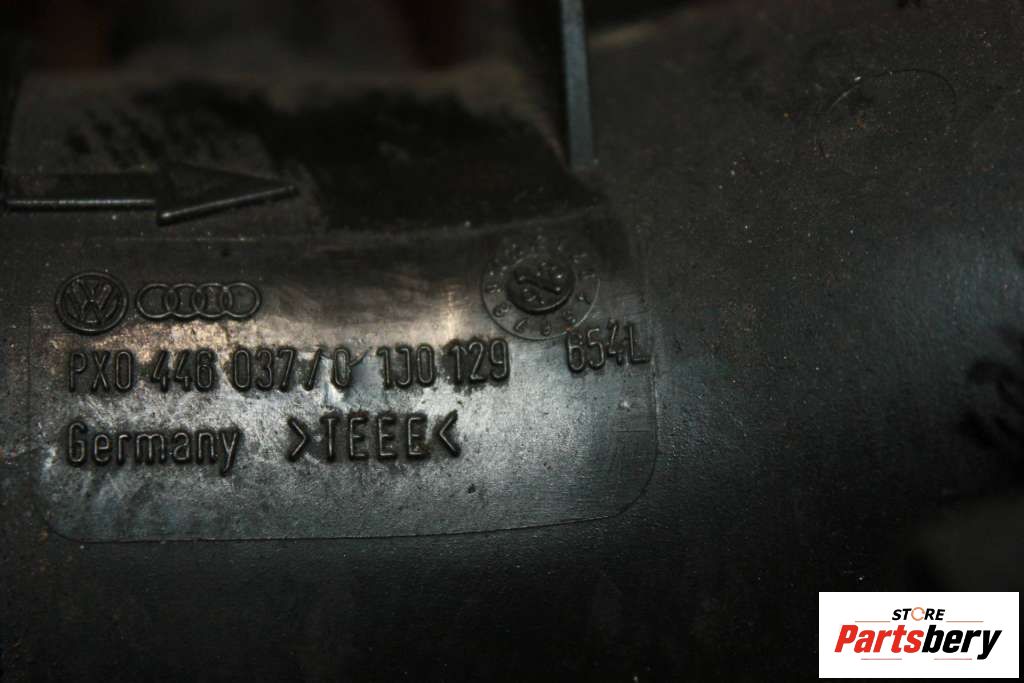 PX0 446 037/0 1J0 129 654L
Germany >TEEE<
STORE
Partsbery